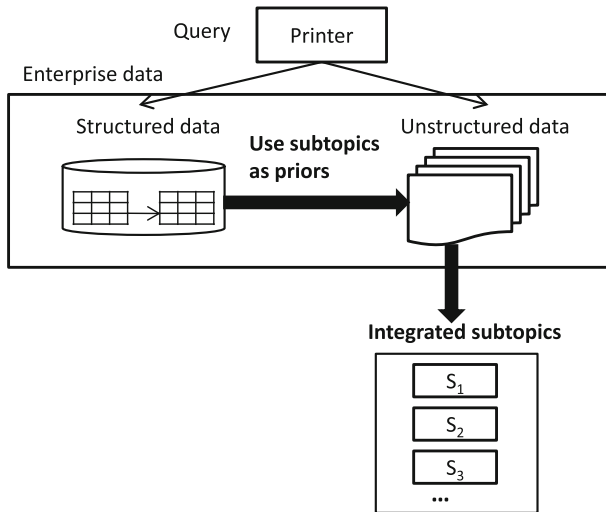 Query
Printer
Enterprise data
Structured data
Unstructured data
Use subtopics
as priors
Integrated subtopics
S1
S2
S3
...